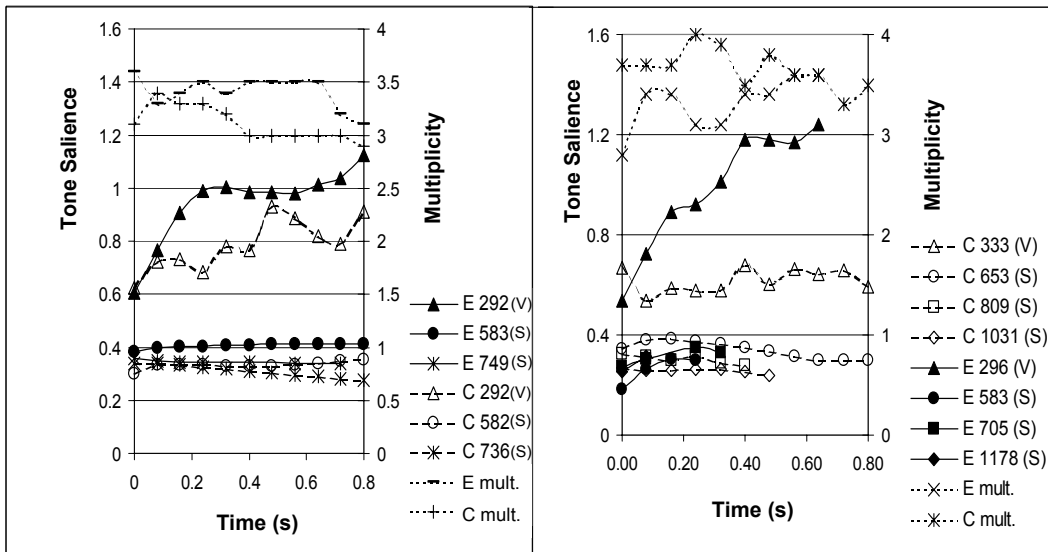 1.6
1.4
1.2
1
0.8
0.6
0.4
0.2
0
Tone Salience
4
3.5
3
2.5
2
1.5
1
0.5
0
Multiplicity
0 0.2 0.4 0.6 0.8
Time (s)
E 292 (V)
E 583 (S)
E 749 (S)
C 292 (V)
C 582 (S)
C 736 (S)
E mult.
C mult.
1.6
1.2
0.8
0.4
0
Tone Salience
4
3
2
1
0
Multiplicity
0.00 0.20 0.40 0.60 0.80
Time (s)
C 333 (V)
C 653 (S)
C 809 (S)
C 1031 (S)
E 296 (V)
E 583 (S)
E 705 (S)
E 1178 (S)
E mult.
C mult.